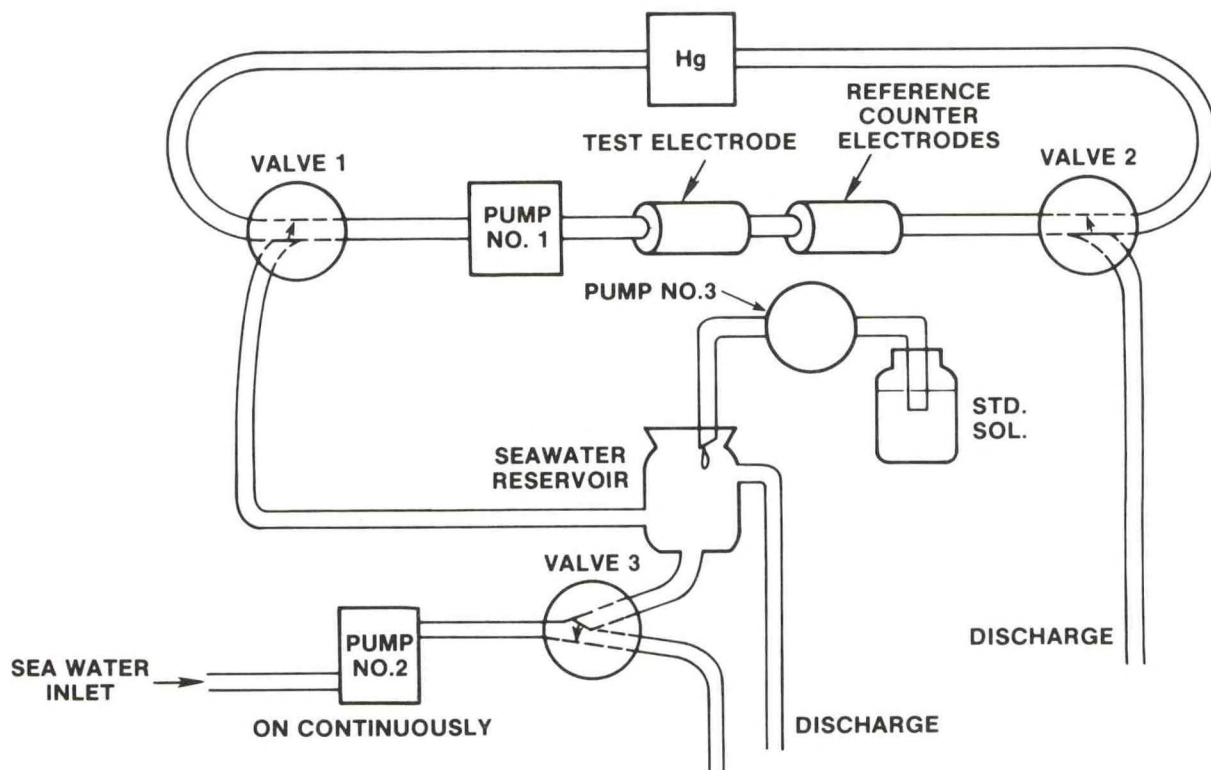 Hg
REFERENCE
COUNTER
ELECTRODES
TEST ELECTRODE
VALVE 1
VALVE 2
PUMP
NO. 1
PUMP NO.3
STD.
SOL.
SEAWATER
RESERVOIR
VALVE 3
PUMP
NO.2
SEA WATER
INLET
ON CONTINUOUSLY
DISCHARGE
DISCHARGE